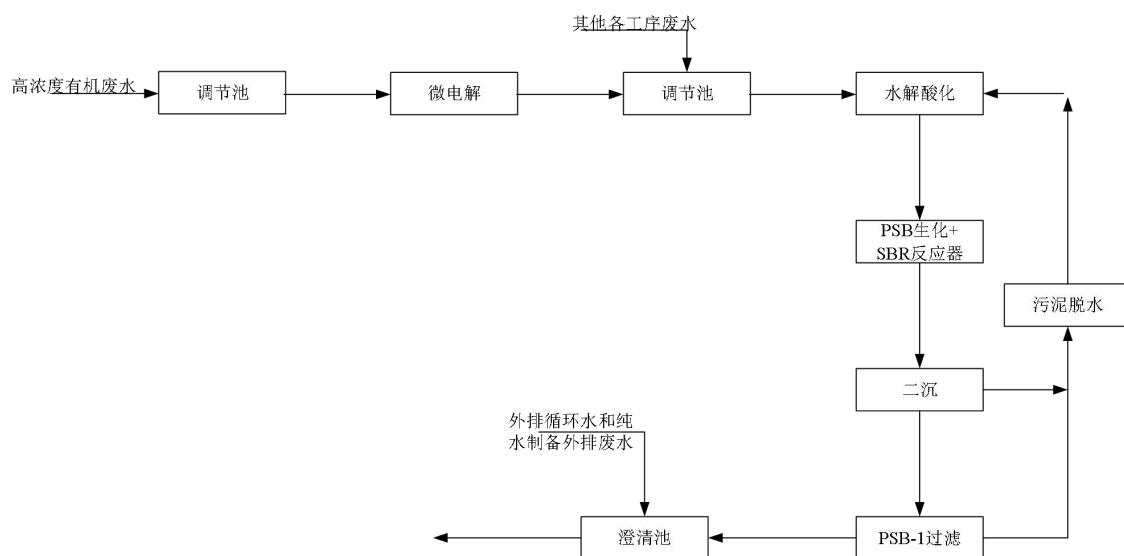 其他各工序废水
高浓度有机废水
调节池
微电解
调节池
水解酸化
PSB生化+
SBR反应器
污泥脱水
二沉
外排循环水和纯
水制备外排废水
澄清池
PSB-1过滤